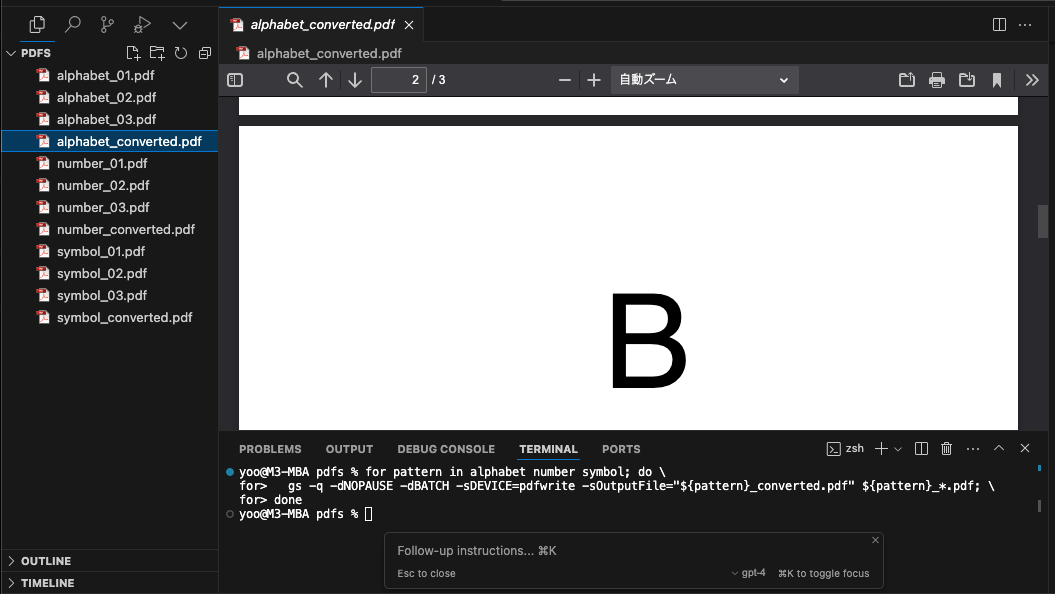 alphabet_converted.pdf
PDFS
alphabet_01.pdf
alphabet_02.pdf
alphabet_03.pdf
alphabet_converted.pdf
number_01.pdf
number_02.pdf
number_03.pdf
number_converted.pdf
symbol_01.pdf
symbol_02.pdf
symbol_03.pdf
symbol_converted.pdf
OUTLINE
TIMELINE
alphabet_converted.pdf
2 / 3
自動ズーム
B
PROBLEMS OUTPUT DEBUG CONSOLE TERMINAL PORTS
zsh
yoo@M3-MBA pdfs % for pattern in alphabet number symbol; do \
for>   gs -q -dNOPAUSE -dBATCH -sDEVICE=pdfwrite -sOutputFile="${pattern}_converted.pdf" ${pattern}_*.pdf; \
for> done
yoo@M3-MBA pdfs %
Follow-up instructions... ⌘K
Esc to close
gpt-4
⌘K to toggle focus